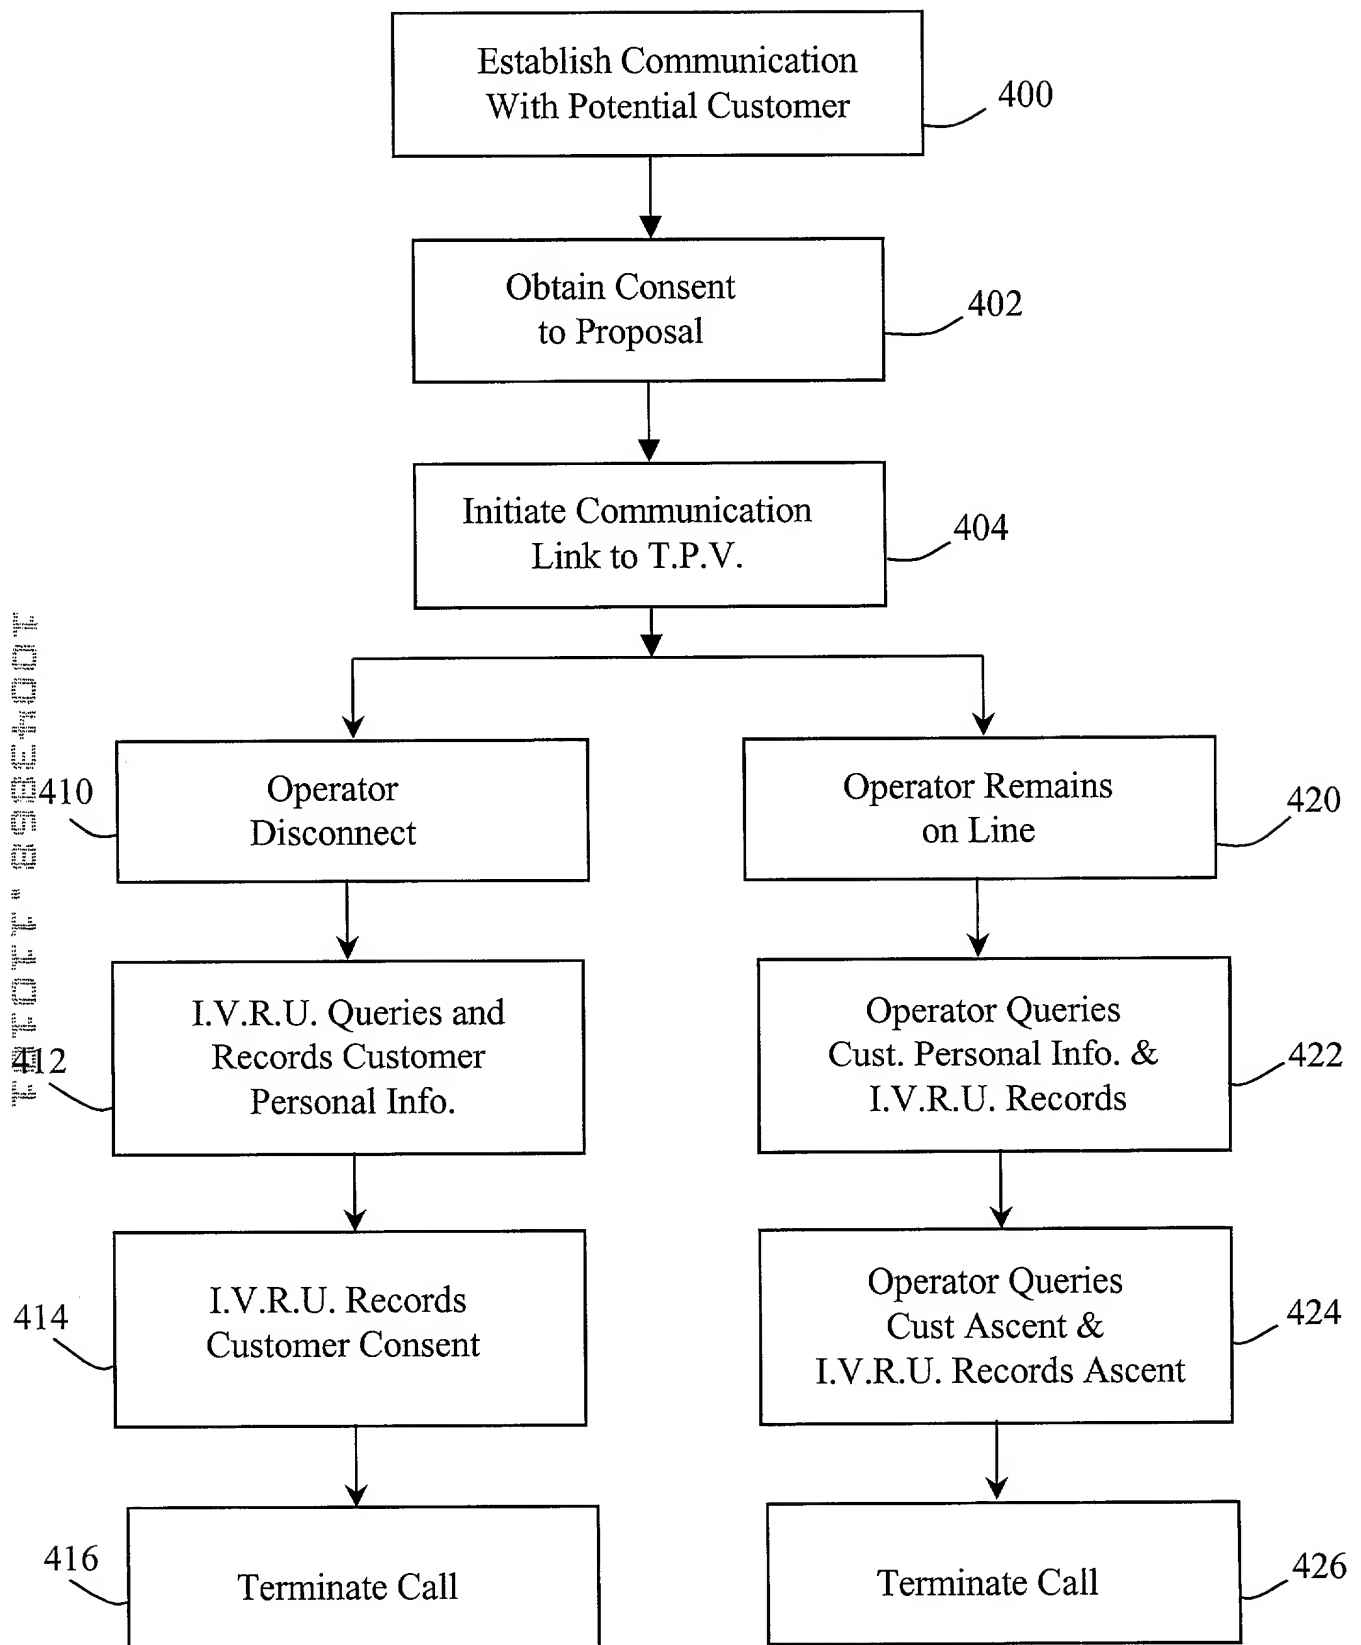 Establish Communication
With Potential Customer
400
Obtain Consent
to Proposal
402
Initiate Communication
Link to T.P.V.
404
Operator
Disconnect
410
Operator Remains
on Line
420
I.V.R.U. Queries and
Records Customer
Personal Info.
412
Operator Queries
Cust. Personal Info. &
I.V.R.U. Records
422
I.V.R.U. Records
Customer Consent
414
Operator Queries
Cust Ascent &
I.V.R.U. Records Ascent
424
Terminate Call
416
Terminate Call
426